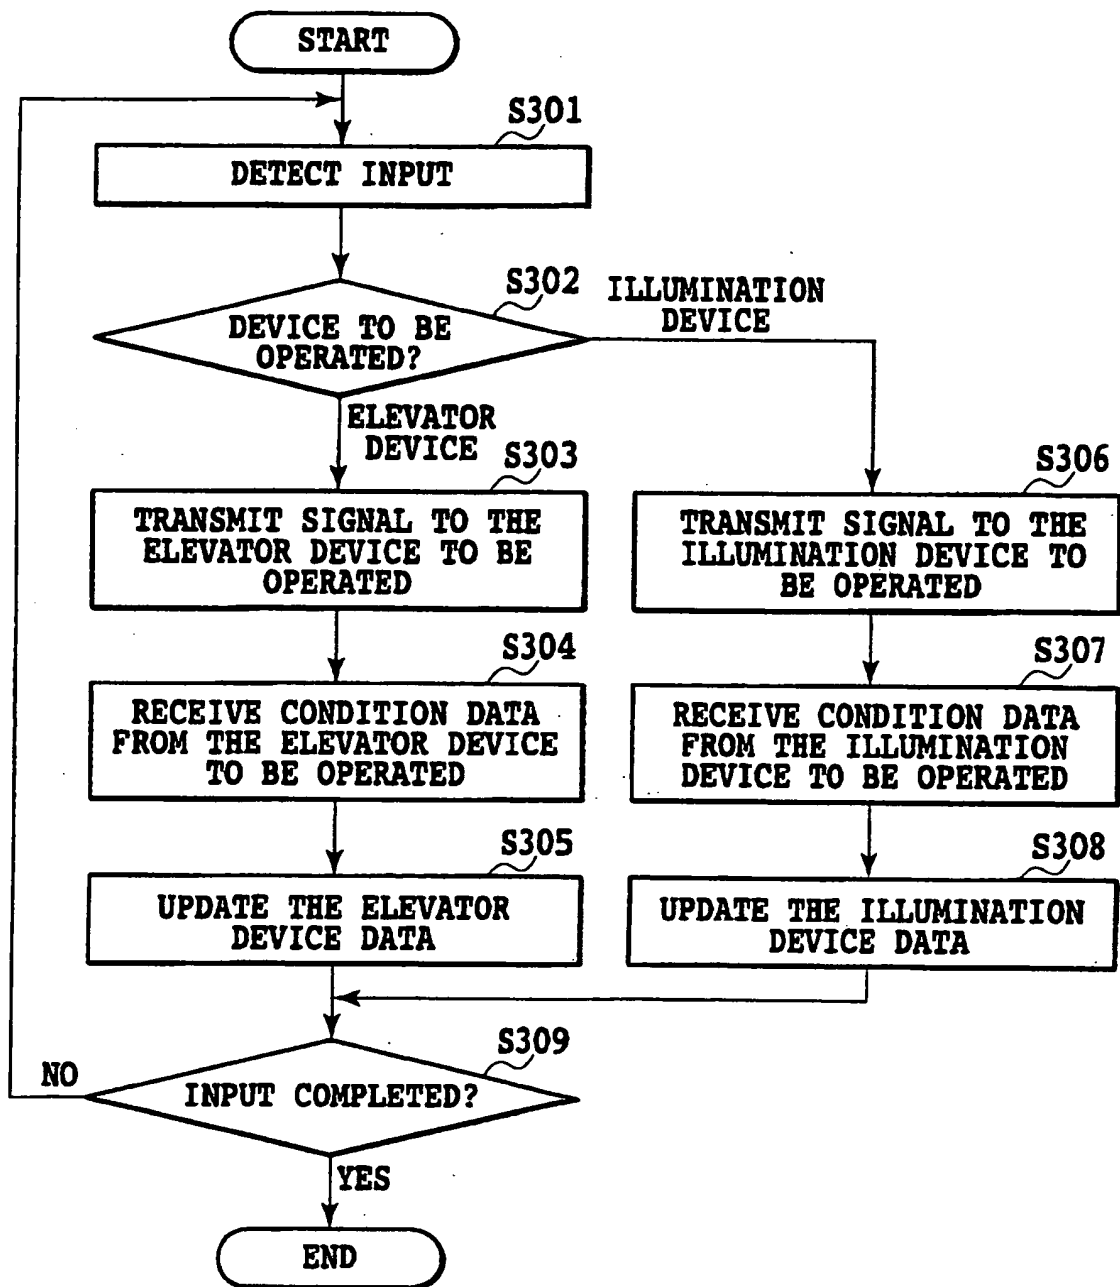 START
S301
DETECT INPUT
S302
DEVICE TO BE
OPERATED?
ILLUMINATION
DEVICE
ELEVATOR
DEVICE
S303
TRANSMIT SIGNAL TO THE
ELEVATOR DEVICE TO BE
OPERATED
S306
TRANSMIT SIGNAL TO THE
ILLUMINATION DEVICE TO
BE OPERATED
S304
RECEIVE CONDITION DATA
FROM THE ELEVATOR DEVICE
TO BE OPERATED
S307
RECEIVE CONDITION DATA
FROM THE ILLUMINATION
DEVICE TO BE OPERATED
S305
UPDATE THE ELEVATOR
DEVICE DATA
S308
UPDATE THE ILLUMINATION
DEVICE DATA
S309
INPUT COMPLETED?
NO
YES
END